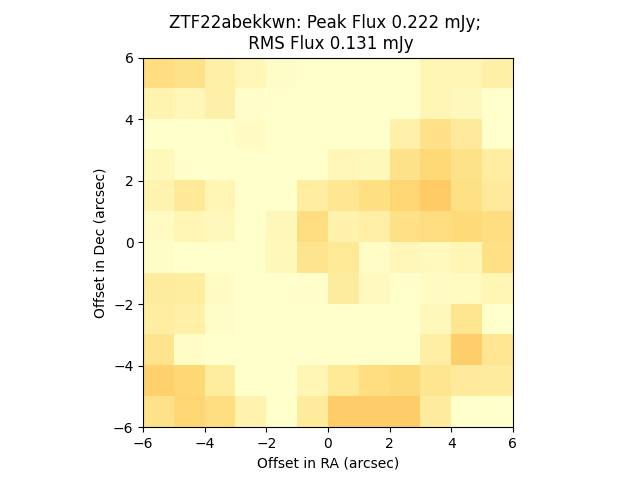 ZTF22abekkwn: Peak Flux 0.222 mJy;
RMS Flux 0.131 mJy
6
4
2
0
−2
−4
−6
Offset in Dec (arcsec)
−6 −4 −2 0 2 4 6
Offset in RA (arcsec)